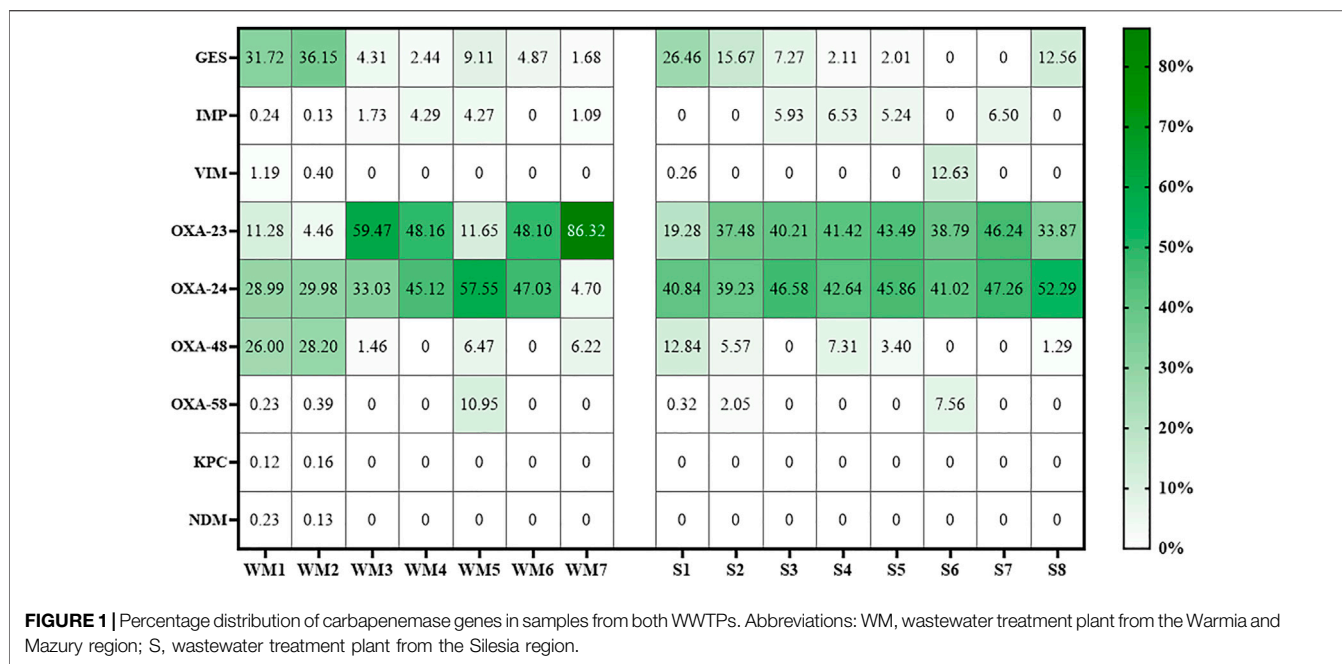 GES 31.72 36.15 4.31 2.44 9.11 4.87 1.68 26.46 15.67 7.27 2.11 2.01 0 0 12.56
80%
IMP 0.24 0.13 1.73 4.29 4.27 0 1.09 0 0 5.93 6.53 5.24 0 6.50 0
70%
VIM 1.19 0.40 0 0 0 0 0 0.26 0 0 0 0 12.63 0 0
60%
OXA-23 11.28 4.46 59.47 48.16 11.65 48.10 86.32 19.28 37.48 40.21 41.42 43.49 38.79 46.24 33.87
50%
OXA-24 28.99 29.98 33.03 45.12 57.55 47.03 4.70 40.84 39.23 46.58 42.64 45.86 41.02 47.26 52.29
40%
OXA-48 26.00 28.20 1.46 0 6.47 0 6.22 12.84 5.57 0 7.31 3.40 0 0 1.29
30%
OXA-58 0.23 0.39 0 0 10.95 0 0 0.32 2.05 0 0 0 7.56 0 0
20%
KPC 0.12 0.16 0 0 0 0 0 0 0 0 0 0 0 0 0
10%
NDM 0.23 0.13 0 0 0 0 0 0 0 0 0 0 0 0 0
0%
WM1 WM2 WM3 WM4 WM5 WM6 WM7 S1 S2 S3 S4 S5 S6 S7 S8
FIGURE 1 | Percentage distribution of carbapenemase genes in samples from both WWTPs. Abbreviations: WM, wastewater treatment plant from the Warmia and
Mazury region; S, wastewater treatment plant from the Silesia region.